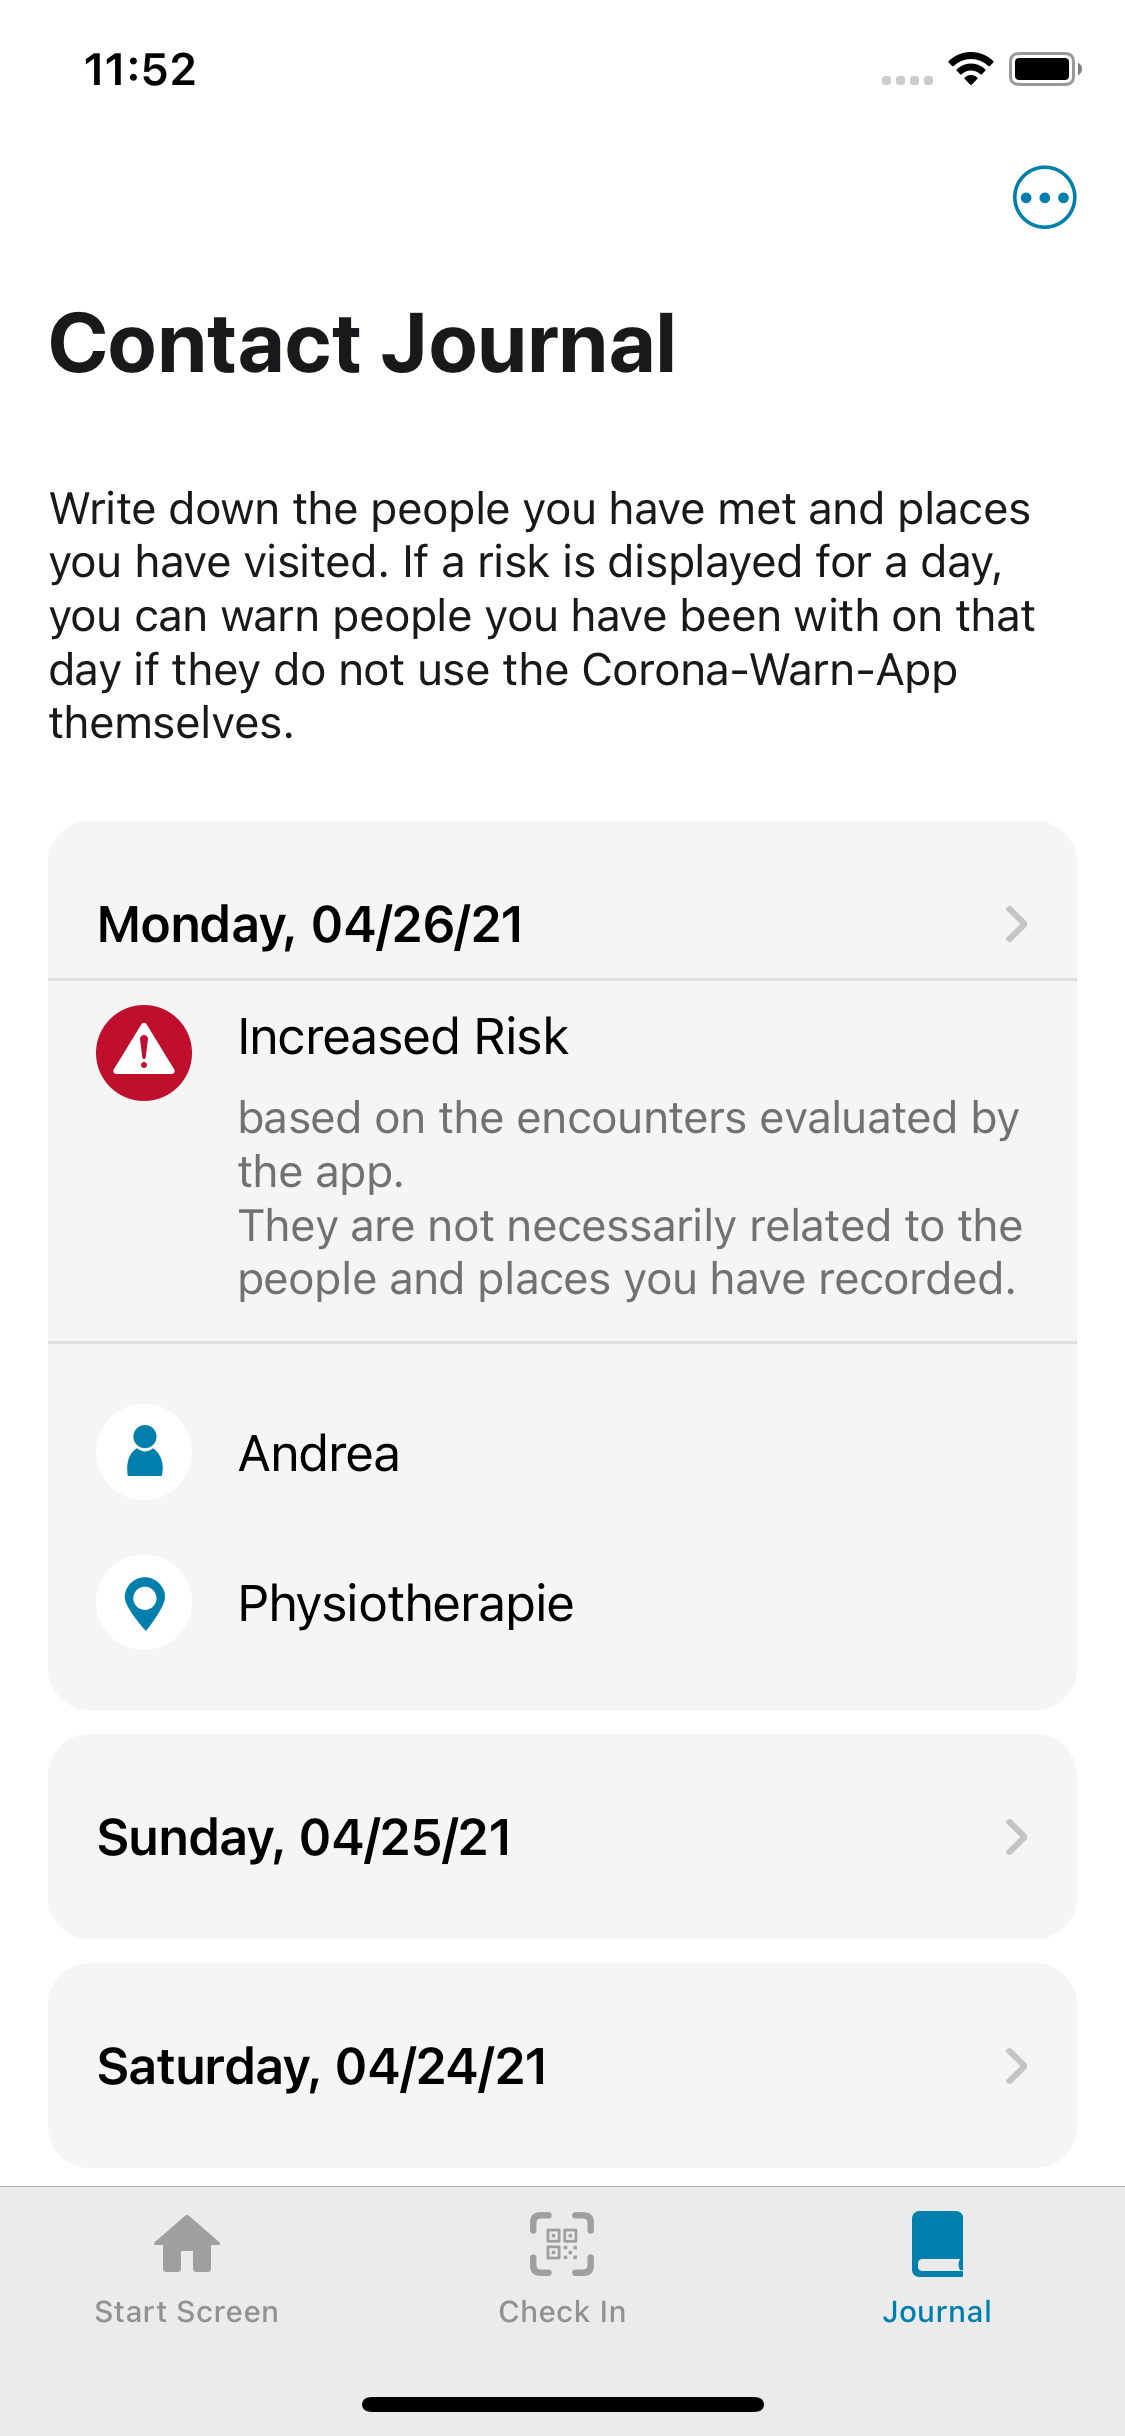 11:52
Contact Journal
Write down the people you have met and places
you have visited. If a risk is displayed for a day,
you can warn people you have been with on that
day if they do not use the Corona-Warn-App
themselves.
Monday, 04/26/21
Increased Risk
based on the encounters evaluated by
the app.
They are not necessarily related to the
people and places you have recorded.
Andrea
Physiotherapie
Sunday, 04/25/21
Saturday, 04/24/21
Start Screen
Check In
Journal